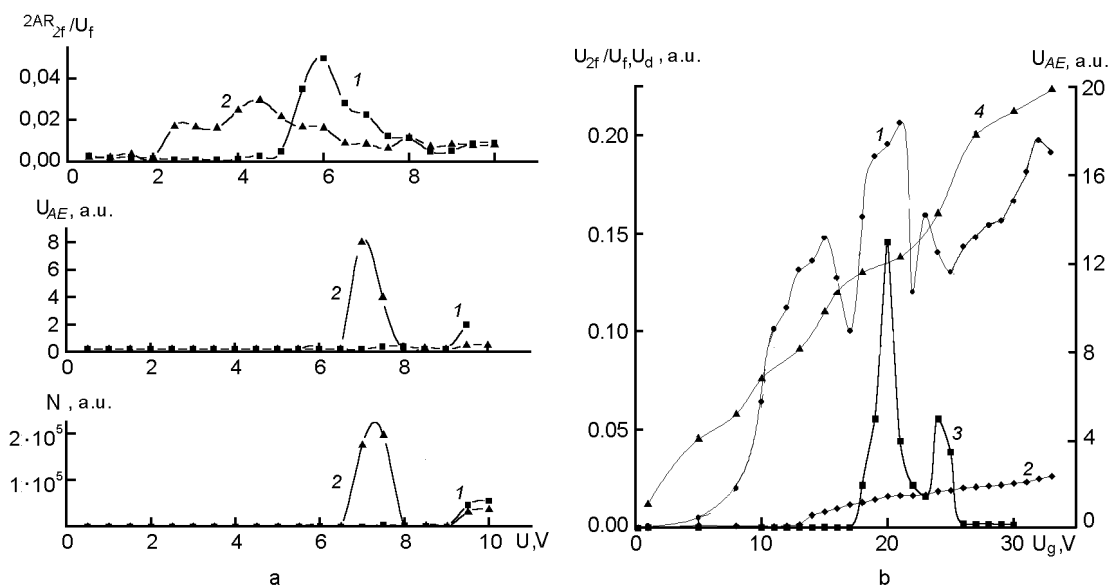 2AR2f/Uf
0,04
0,02
0,00
1
2
0 2 4 6 8 10
UAE, a.u.
8
6
4
2
0
2
1
0 2 4 6 8 10
N, a.u.
2·10⁵
1·10⁵
2
1
0 2 4 6 8 10 U,V
a
U2f/Uf,Ud, a.u.
UAE, a.u.
0.20
0.15
0.10
0.05
0.00
20
16
12
8
4
0
1
4
3
2
0 10 20 30 Ug,V
b